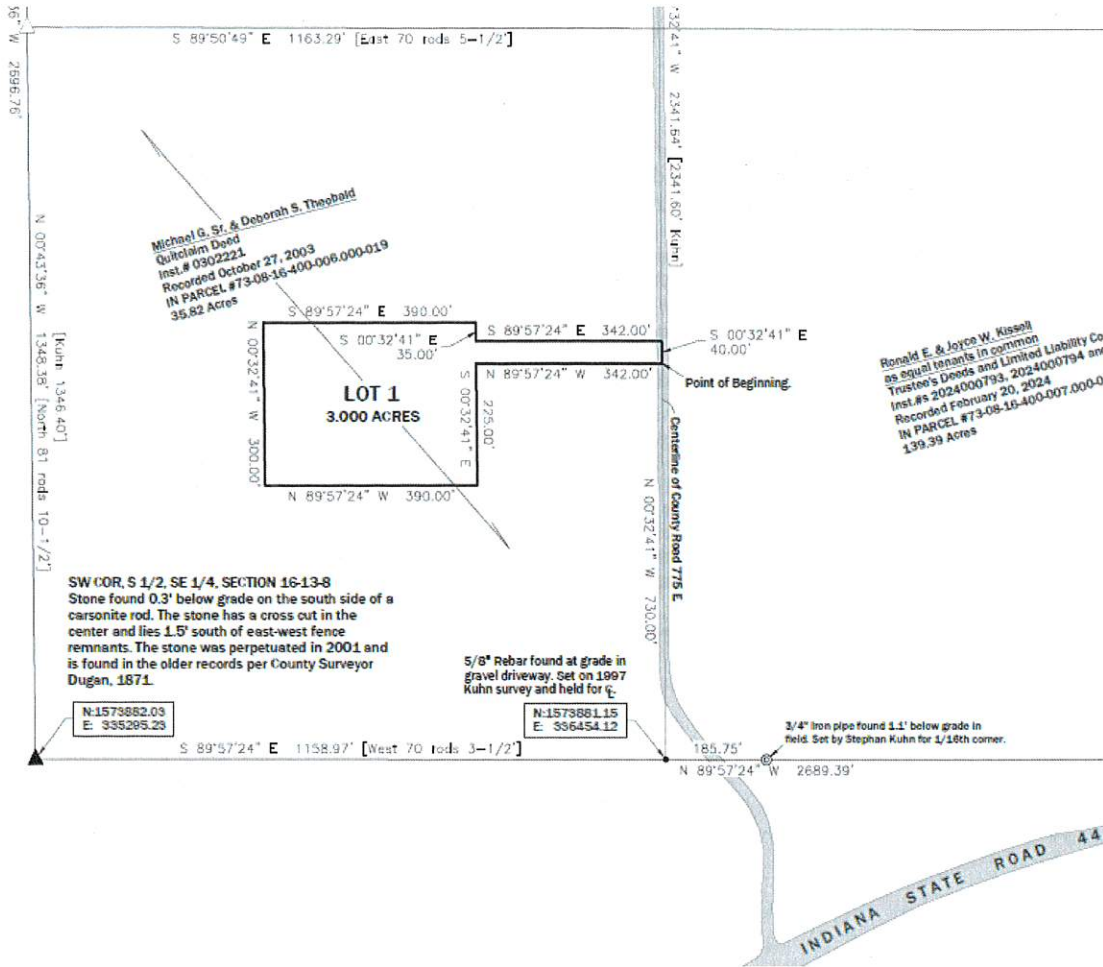 36" W 2696.76'
S 89°50'49" E 1163.29' [East 70 rods 5-1/2']
°32'41" W 2341.64' [2341.60' Kuhn]
Michael G. Sr. & Deborah S. Theobald
Quitclaim Deed
Inst.# 0302221
Recorded October 27, 2003
IN PARCEL #73-08-16-400-006.000-019
35.82 Acres
N 00°43'36" W 1348.38' [North 81 rods 10-1/2']
[Kuhn 1346.40']
S 89°57'24" E 390.00'
S 00°32'41" E
35.00'
S 89°57'24" E 342.00'
S 00°32'41" E
40.00'
N 89°57'24" W 342.00'
Point of Beginning.
N 00°32'41" W 300.00'
LOT 1
3.000 ACRES
S 00°32'41" E
225.00'
N 89°57'24" W 390.00'
Centerline of County Road 775 E
N 00°32'41" W 730.00'
Ronald E. & Joyce W. Kissell
as equal tenants in common
Trustee's Deeds and Limited Liability Co
Inst.#s 2024000793, 2024000794 and
Recorded February 20, 2024
IN PARCEL #73-08-16-400-007.000-0
139.39 Acres
SW COR, S 1/2, SE 1/4, SECTION 16-13-8
Stone found 0.3' below grade on the south side of a
carsonite rod. The stone has a cross cut in the
center and lies 1.5' south of east-west fence
remnants. The stone was perpetuated in 2001 and
is found in the older records per County Surveyor
Dugan, 1871.
N:1573882.03
E: 335295.23
5/8" Rebar found at grade in
gravel driveway. Set on 1997
Kuhn survey and held for ℄.
N:1573881.15
E: 336454.12
3/4" iron pipe found 1.1' below grade in
field. Set by Stephan Kuhn for 1/16th corner.
S 89°57'24" E 1158.97' [West 70 rods 3-1/2']
185.75'
N 89°57'24" W 2689.39'
INDIANA STATE ROAD 44